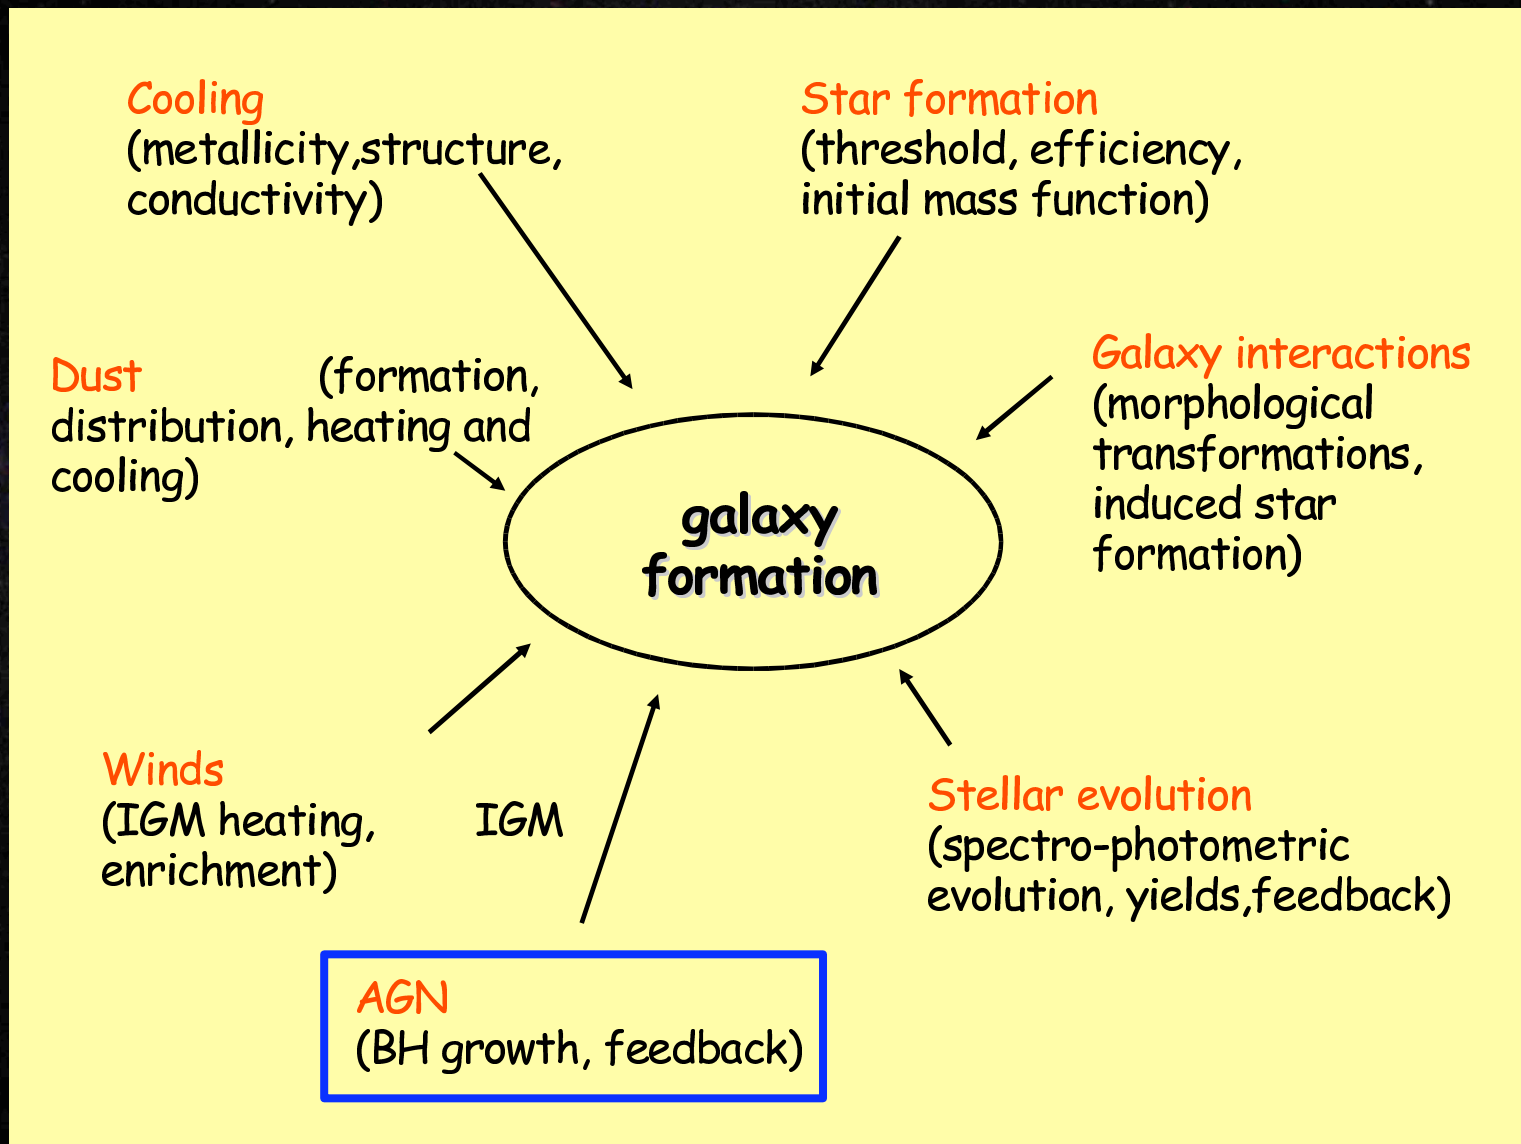 Cooling
(metallicity,structure,
conductivity)
Star formation
(threshold, efficiency,
initial mass function)
Dust (formation,
distribution, heating and
cooling)
Galaxy interactions
(morphological
transformations,
induced star
formation)
galaxy
formation
Winds
(IGM heating, IGM
enrichment)
Stellar evolution
(spectro-photometric
evolution, yields,feedback)
AGN
(BH growth, feedback)